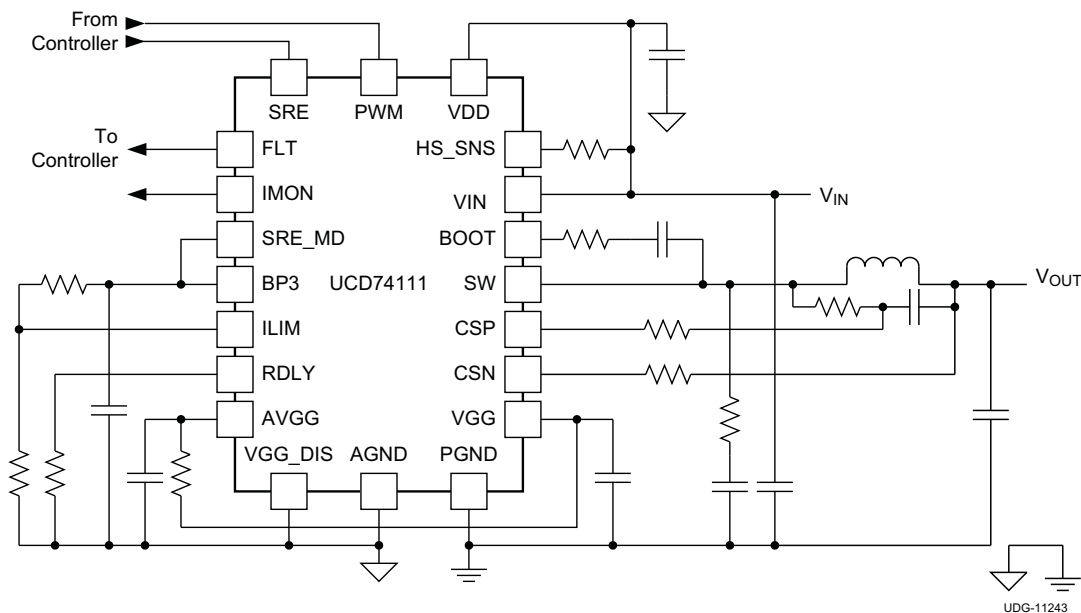 From
Controller
SRE
PWM
VDD
To
Controller
FLT
HS_SNS
IMON
VIN
V_IN
SRE_MD
BOOT
BP3
UCD74111
SW
V_OUT
ILIM
CSP
RDLY
CSN
AVGG
VGG
VGG_DIS
AGND
PGND
UDG-11243